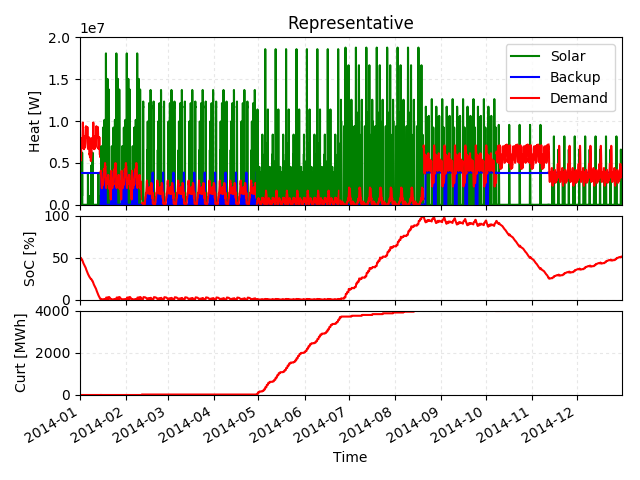 Representative
1e7
2.0
1.5
1.0
0.5
0.0
Heat [W]
Solar
Backup
Demand
100
50
0
SoC [%]
4000
2000
0
Curt [MWh]
2014-01
2014-02
2014-03
2014-04
2014-05
2014-06
2014-07
2014-08
2014-09
2014-10
2014-11
2014-12
Time